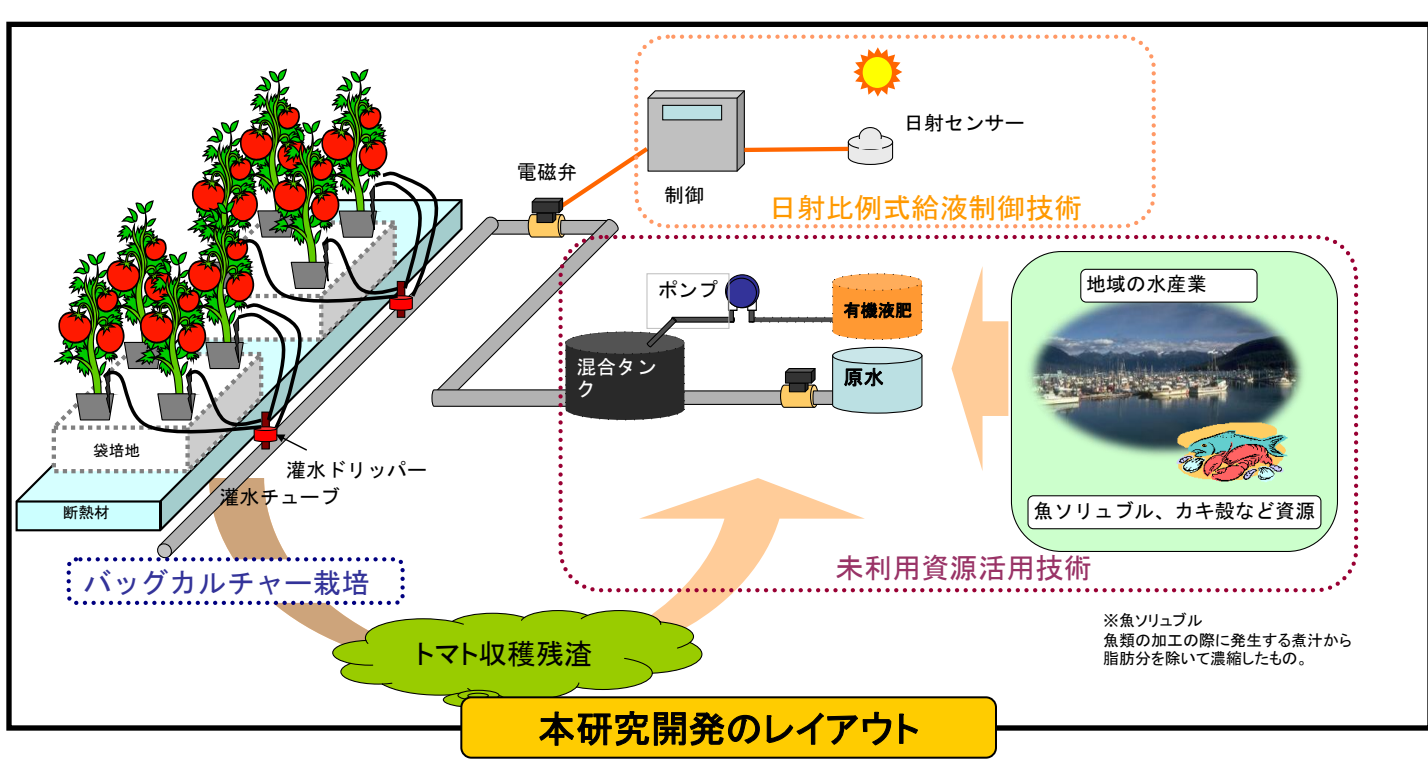 日射センサー
電磁弁
制御
日射比例式給液制御技術
ポンプ
有機液肥
混合タン
ク
原水
地域の水産業
魚ソリュブル、カキ殻など資源
未利用資源活用技術
袋培地
灌水ドリッパー
灌水チューブ
断熱材
バッグカルチャー栽培
トマト収穫残渣
※魚ソリュブル
魚類の加工の際に発生する煮汁から
脂肪分を除いて濃縮したもの。
本研究開発のレイアウト